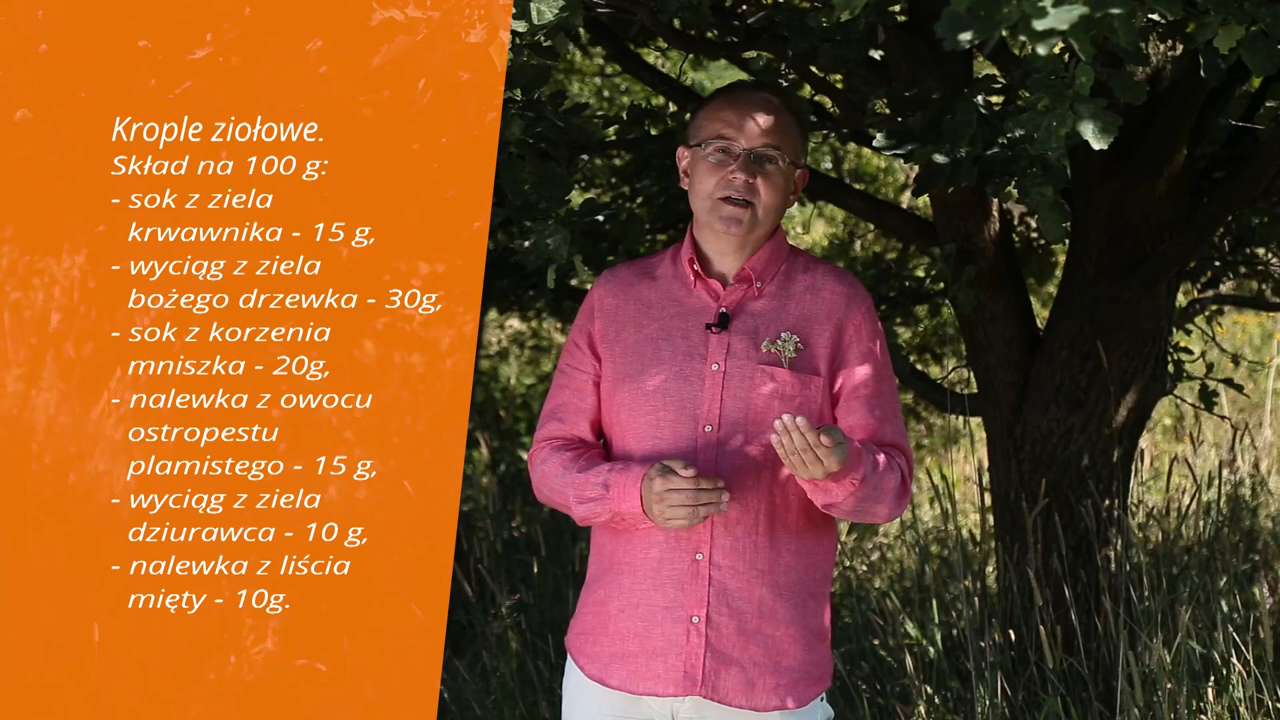 Krople ziołowe.
Skład na 100 g:
- sok z ziela
krwawnika - 15 g,
- wyciąg z ziela
bożego drzewka - 30g,
- sok z korzenia
mniszka - 20g,
- nalewka z owocu
ostropestu
plamistego - 15 g,
- wyciąg z ziela
dziurawca - 10 g,
- nalewka z liścia
mięty - 10g.